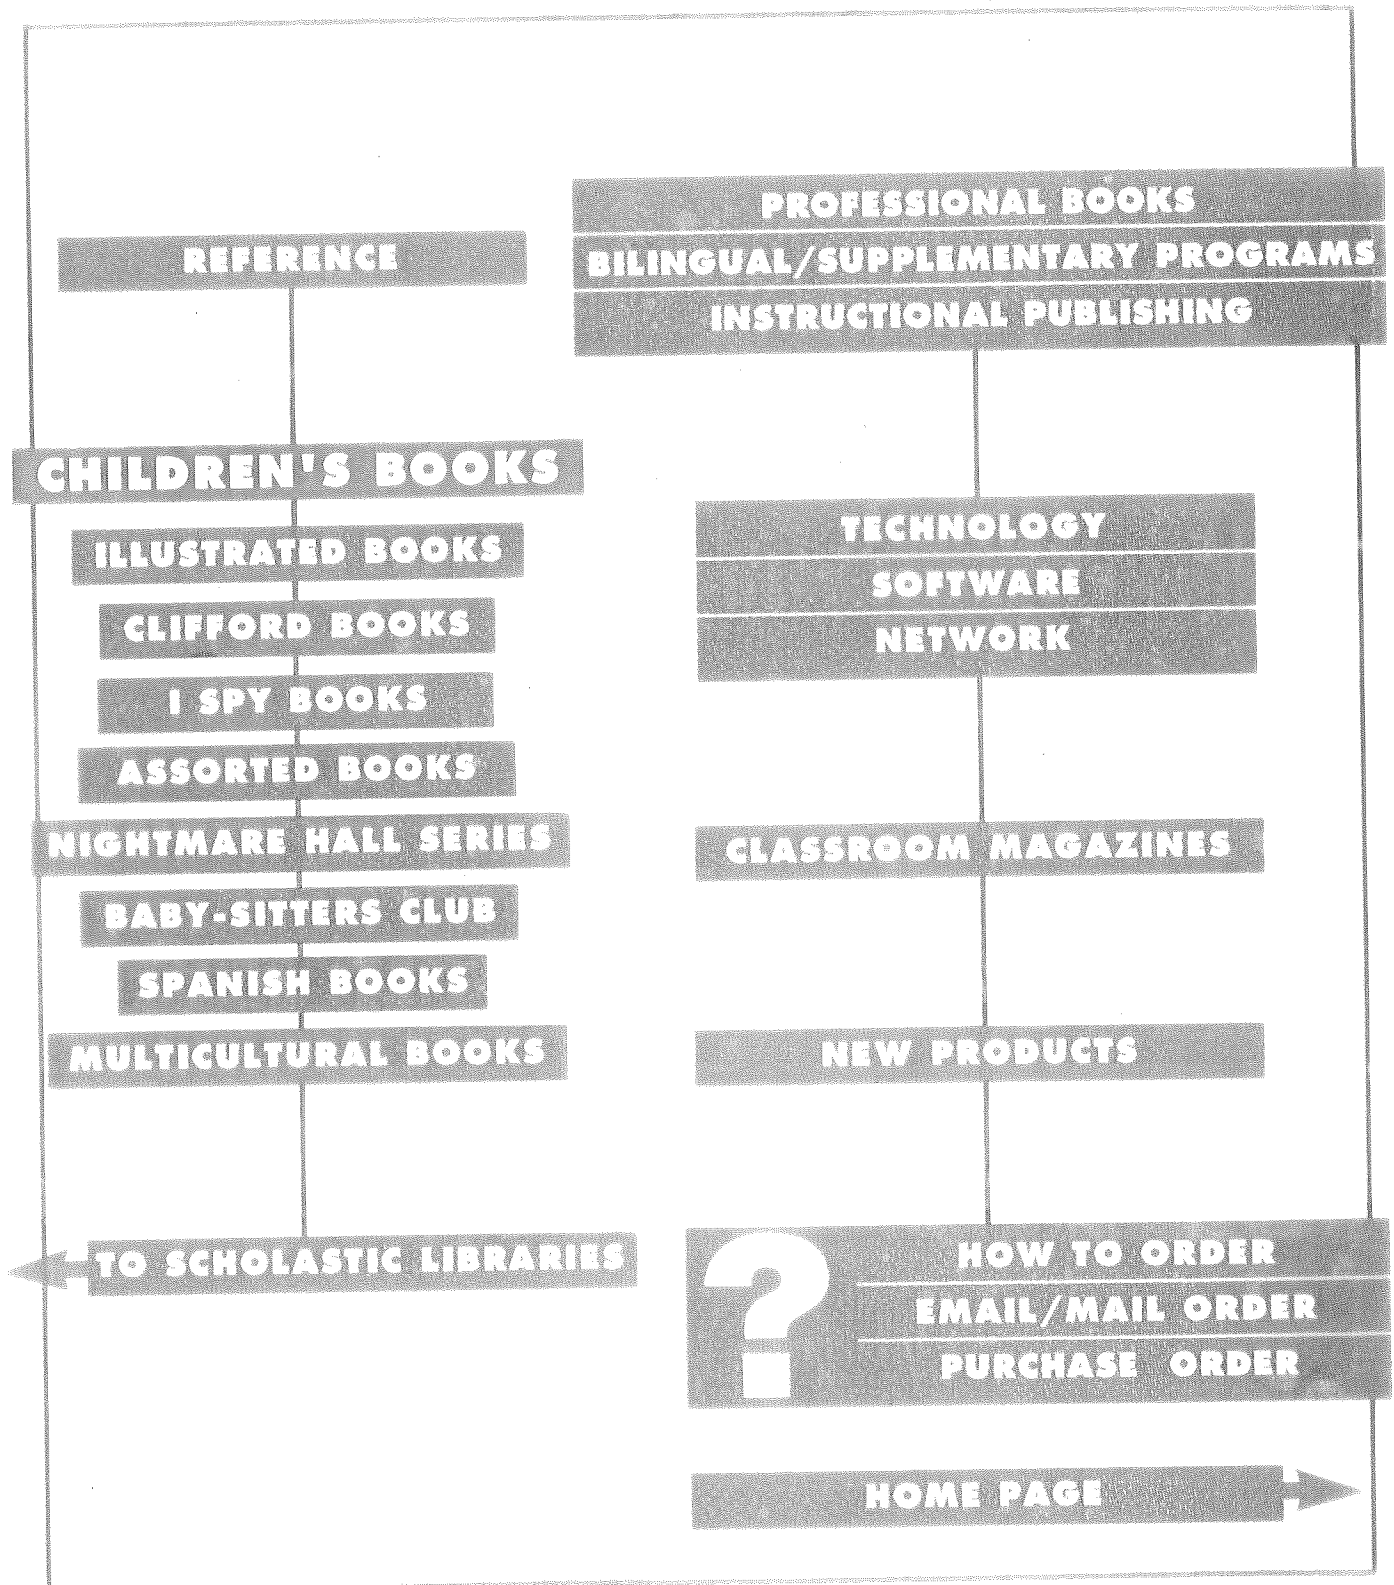 REFERENCE
CHILDREN'S BOOKS
ILLUSTRATED BOOKS
CLIFFORD BOOKS
I SPY BOOKS
ASSORTED BOOKS
NIGHTMARE HALL SERIES
BABY-SITTERS CLUB
SPANISH BOOKS
MULTICULTURAL BOOKS
TO SCHOLASTIC LIBRARIES
PROFESSIONAL BOOKS
BILINGUAL/SUPPLEMENTARY PROGRAMS
INSTRUCTIONAL PUBLISHING
TECHNOLOGY
SOFTWARE
NETWORK
CLASSROOM MAGAZINES
NEW PRODUCTS
?
HOW TO ORDER
EMAIL/MAIL ORDER
PURCHASE ORDER
HOME PAGE